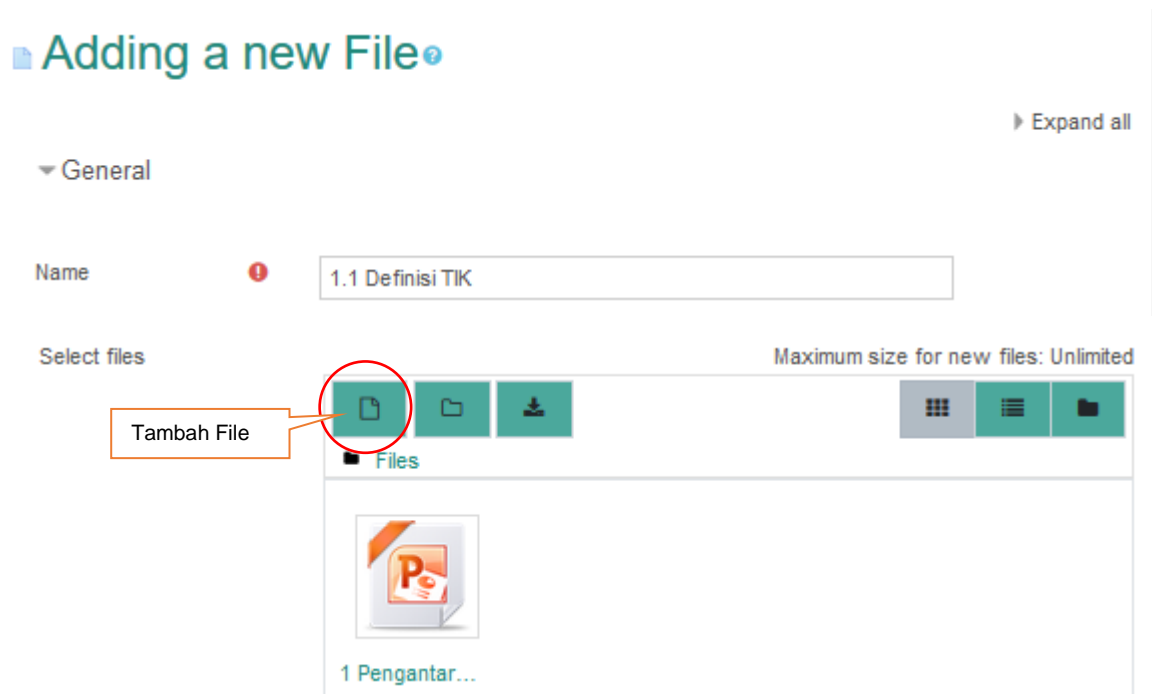 Adding a new File
Expand all
General
Name
1.1 Definisi TIK
Select files
Maximum size for new files: Unlimited
Tambah File
Files
1 Pengantar...